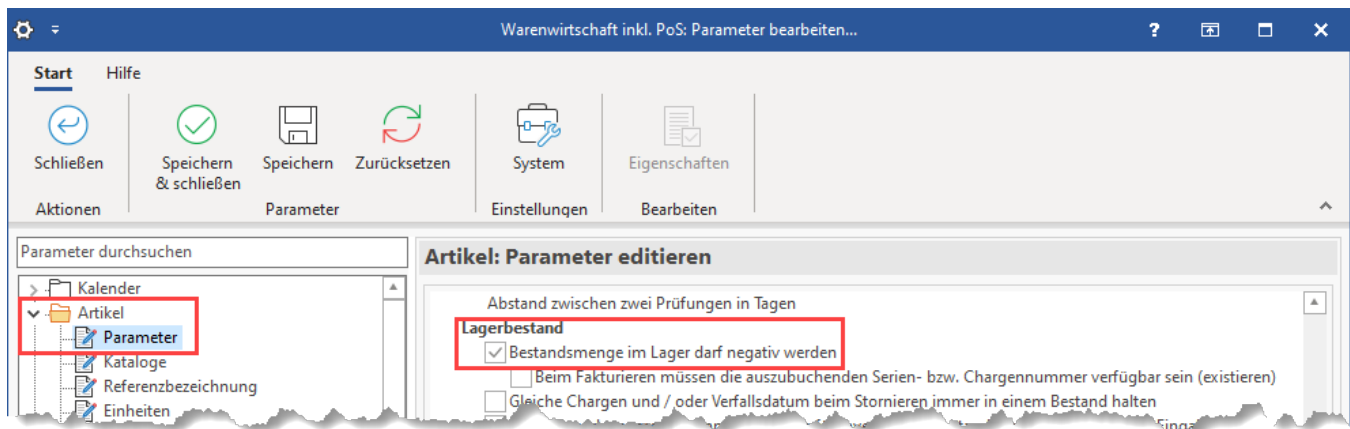 Warenwirtschaft inkl. PoS: Parameter bearbeiten...
?
Start Hilfe
Schließen Speichern & schließen Speichern Zurücksetzen System Eigenschaften
Aktionen Parameter Einstellungen Bearbeiten
Parameter durchsuchen
Artikel: Parameter editieren
Kalender
Artikel
Parameter
Kataloge
Referenzbezeichnung
Einheiten
Abstand zwischen zwei Prüfungen in Tagen
Lagerbestand
Bestandsmenge im Lager darf negativ werden
Beim Fakturieren müssen die auszubuchenden Serien- bzw. Chargennummer verfügbar sein (existieren)
Gleiche Chargen und / oder Verfallsdatum beim Stornieren immer in einem Bestand halten